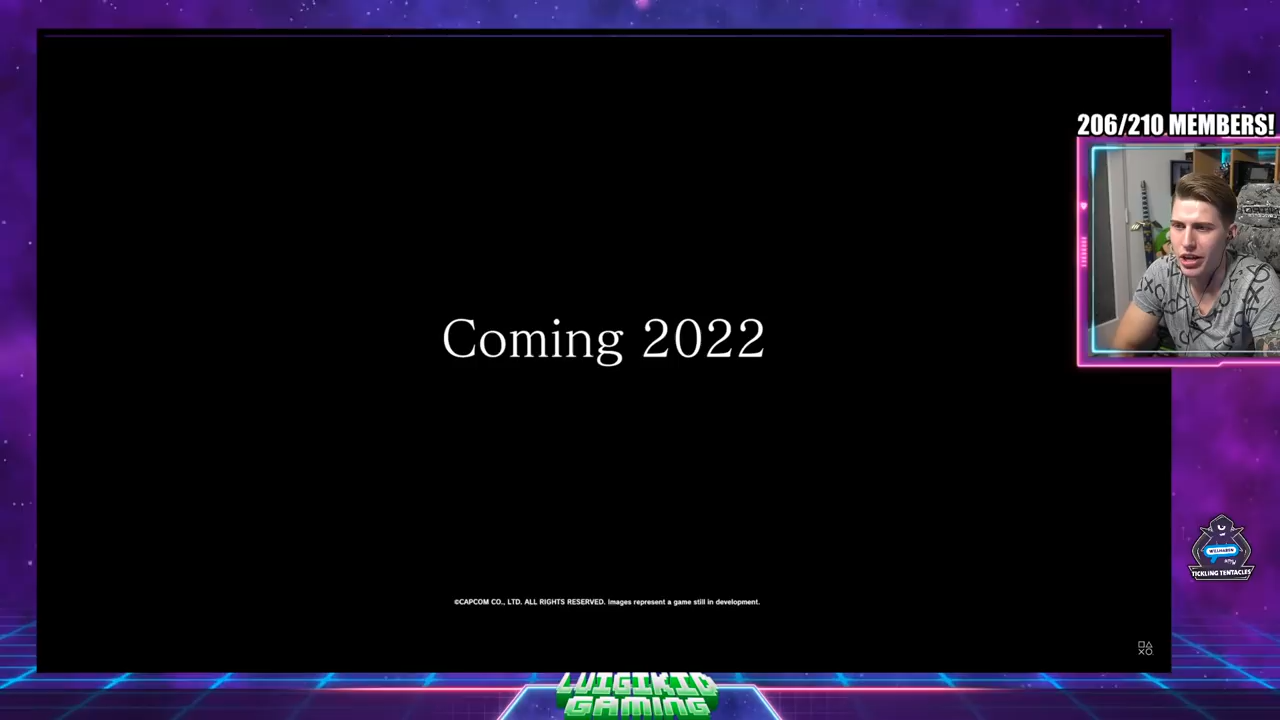 206/210 MEMBERS!
Coming 2022
WILLHABEN
TICKLING TENTACLES
©CAPCOM CO., LTD. ALL RIGHTS RESERVED. Images represent a game still in development.
LUIGIKID
GAMING